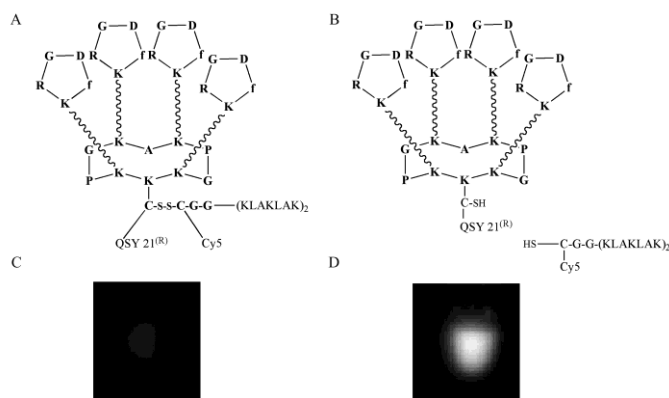 A
B
G D G D G D G D
R f R f
G D G D
R f K K R f
R f R f
K K K K
K K K K
G A P G A P
P K K K G P K K K G
C-S-S-C-G-G-(KLAKLAK)2
C-SH
QSY 21(R)
Cy5
QSY 21(R)
HS-C-G-G-(KLAKLAK)2
Cy5
C
D